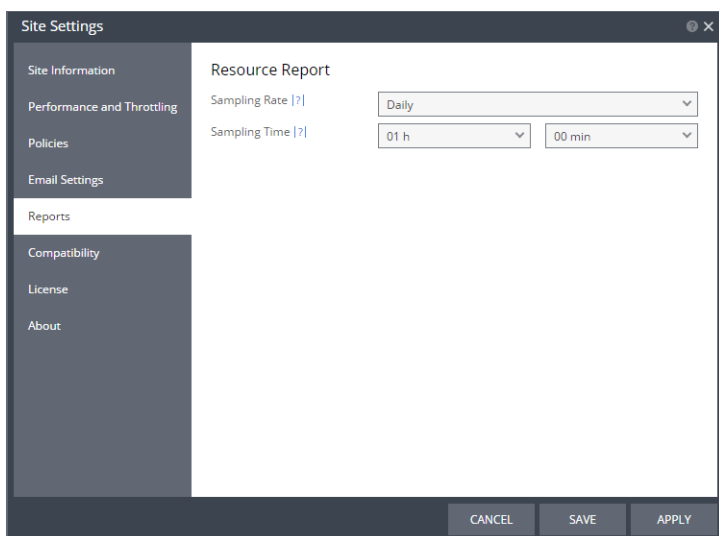 Site Settings
Site Information
Performance and Throttling
Policies
Email Settings
Reports
Compatibility
License
About
Resource Report
Sampling Rate |?|
Daily
Sampling Time |?|
01 h
00 min
CANCEL
SAVE
APPLY